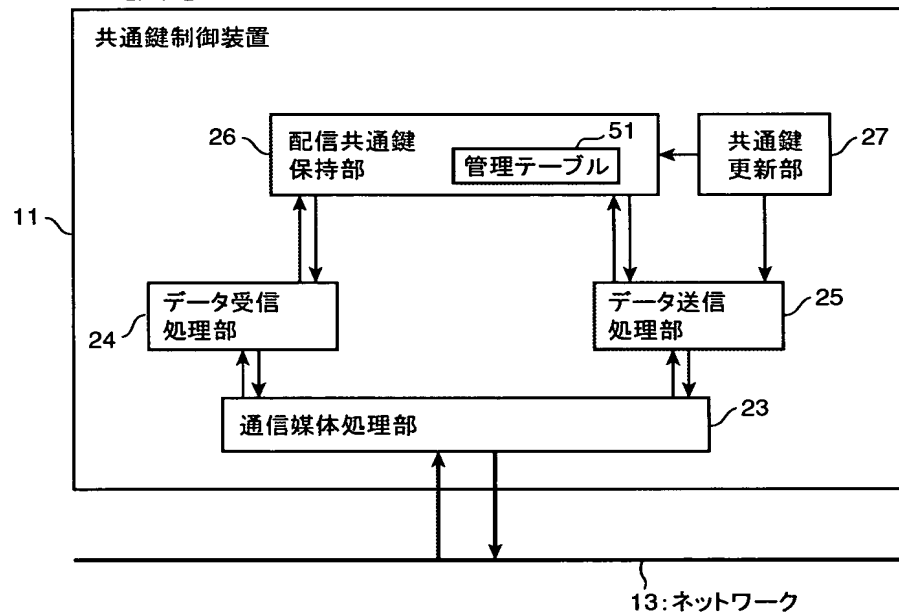 共通鍵制御装置
51
26
配信共通鍵
保持部
管理テーブル
共通鍵
更新部
27
11
24
データ受信
処理部
データ送信
処理部
25
通信媒体処理部
23
13:ネットワーク